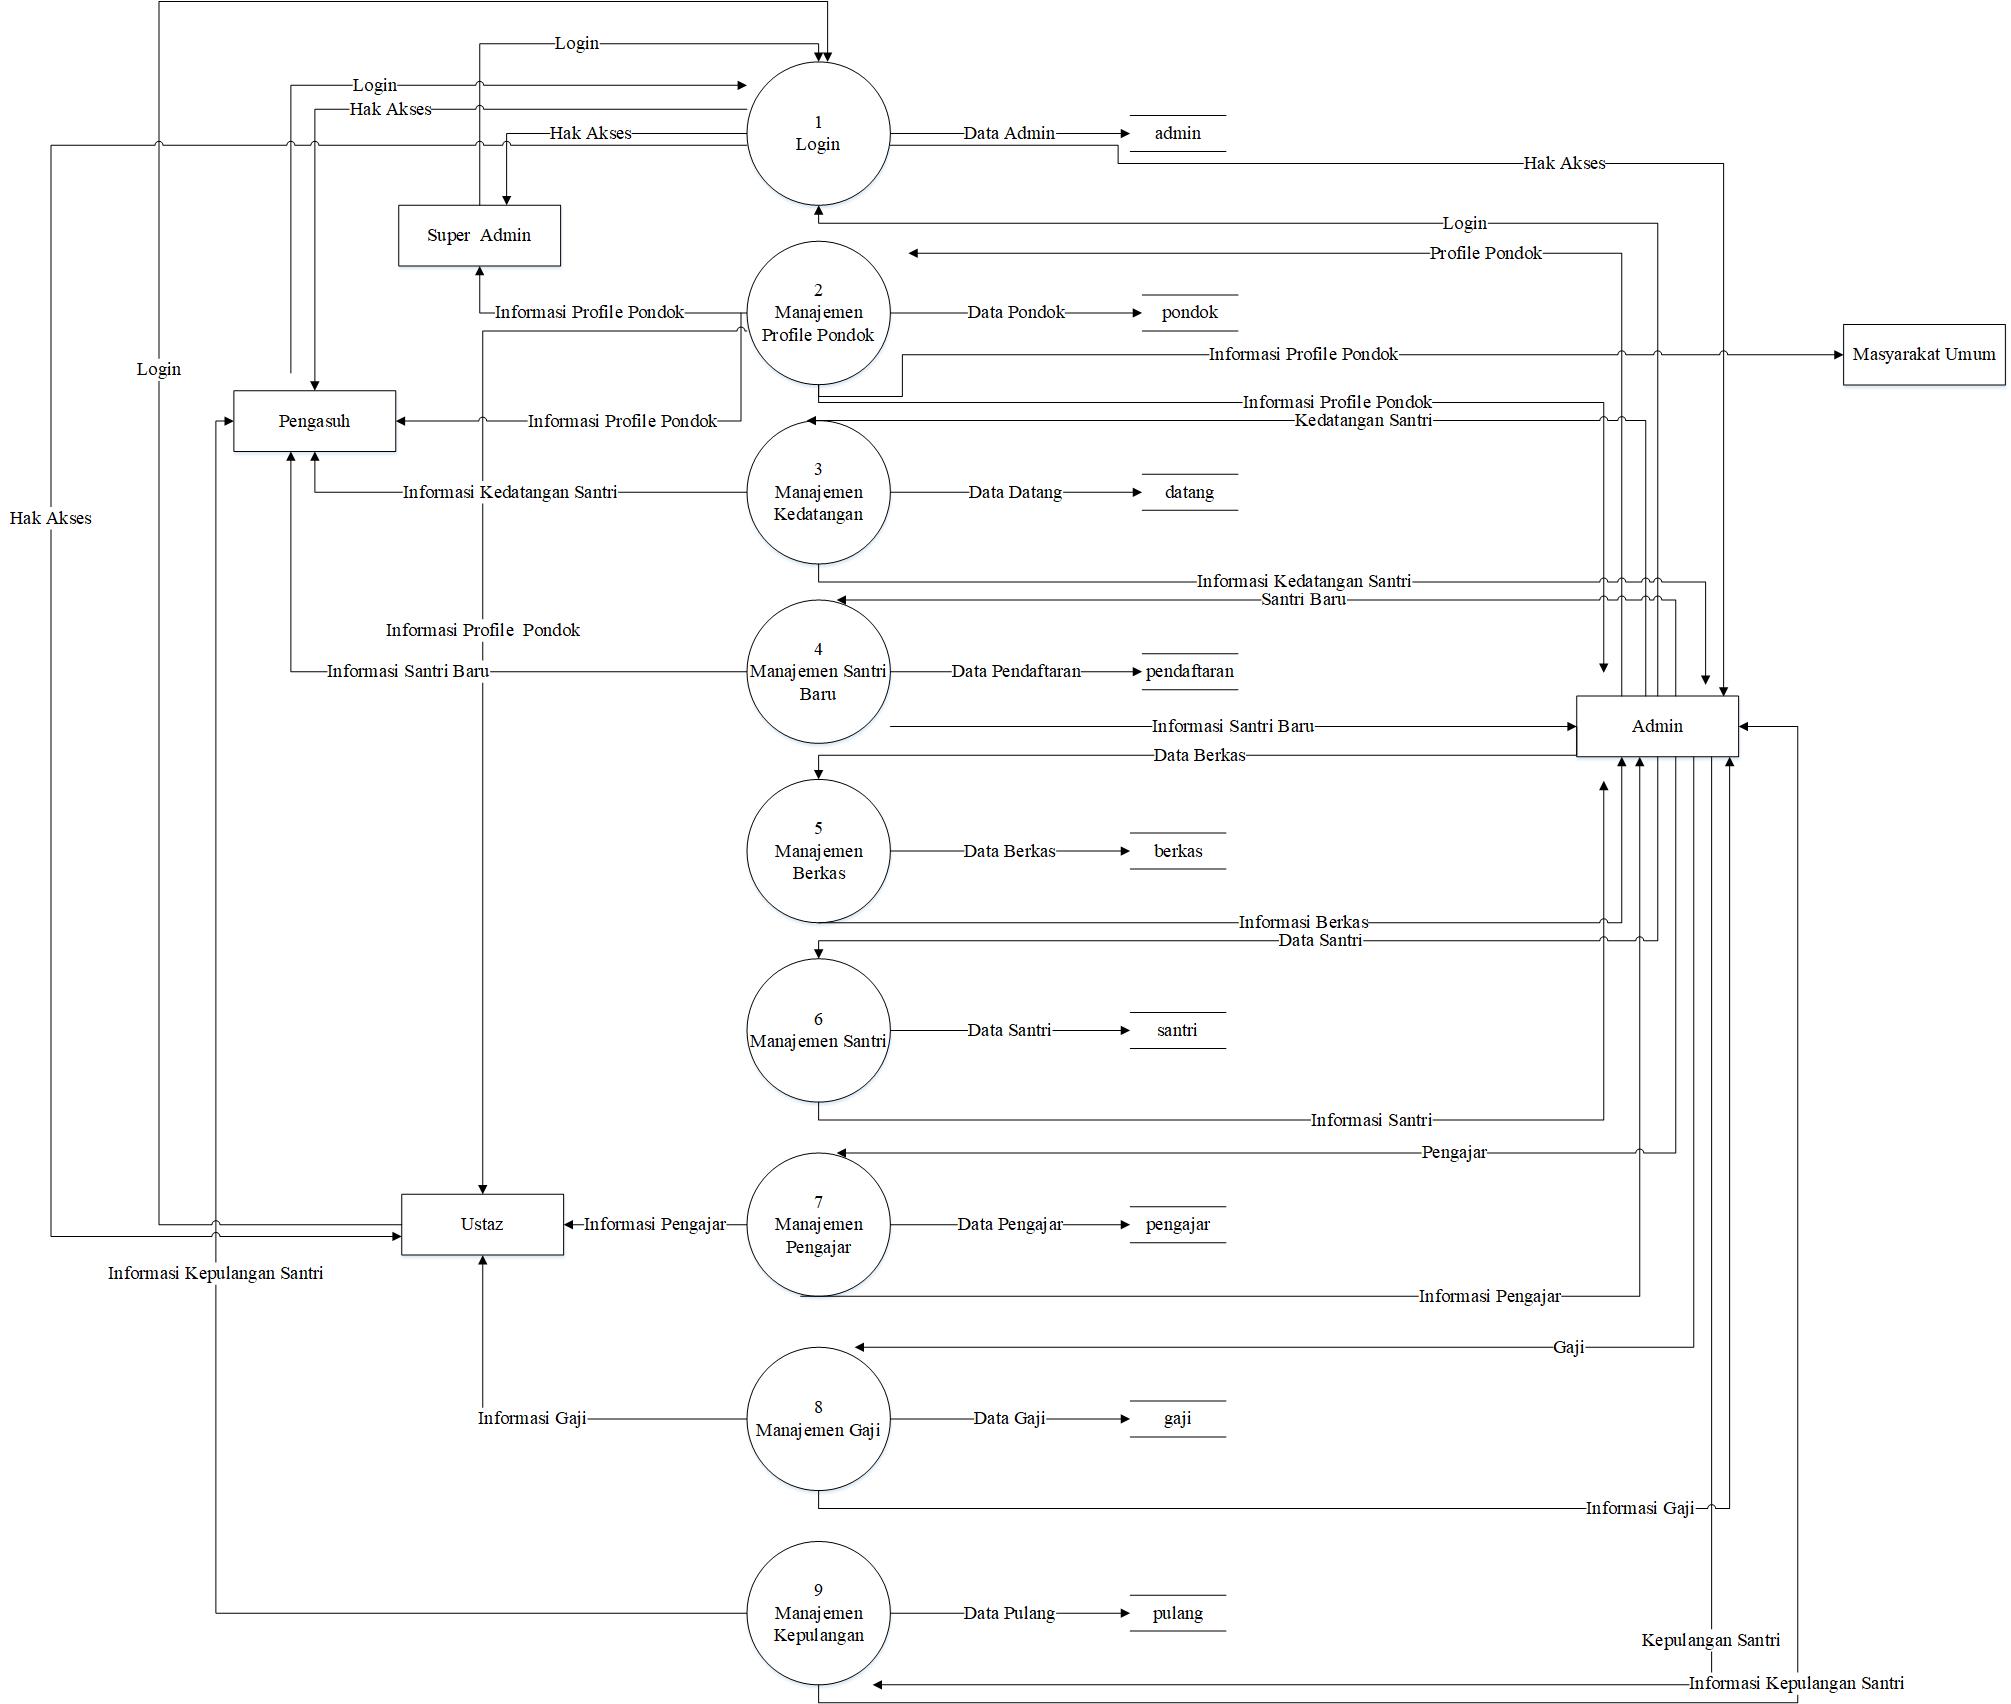 Login
Login
Hak Akses
Hak Akses
1
Login
Data Admin
admin
Hak Akses
Super  Admin
Login
Profile Pondok
2
Manajemen
Profile Pondok
Informasi Profile Pondok
Data Pondok
pondok
Informasi Profile Pondok
Masyarakat Umum
Login
Informasi Profile Pondok
Kedatangan Santri
Pengasuh
Informasi Profile Pondok
3
Manajemen
Kedatangan
Informasi Kedatangan Santri
Data Datang
datang
Hak Akses
Informasi Kedatangan Santri
Santri Baru
Informasi Profile  Pondok
4
Manajemen Santri
Baru
Informasi Santri Baru
Data Pendaftaran
pendaftaran
Informasi Santri Baru
Admin
Data Berkas
5
Manajemen
Berkas
Data Berkas
berkas
Informasi Berkas
Data Santri
6
Manajemen Santri
Data Santri
santri
Informasi Santri
Pengajar
7
Manajemen
Pengajar
Ustaz
Informasi Pengajar
Data Pengajar
pengajar
Informasi Kepulangan Santri
Informasi Pengajar
Gaji
8
Manajemen Gaji
Informasi Gaji
Data Gaji
gaji
Informasi Gaji
9
Manajemen
Kepulangan
Data Pulang
pulang
Kepulangan Santri
Informasi Kepulangan Santri